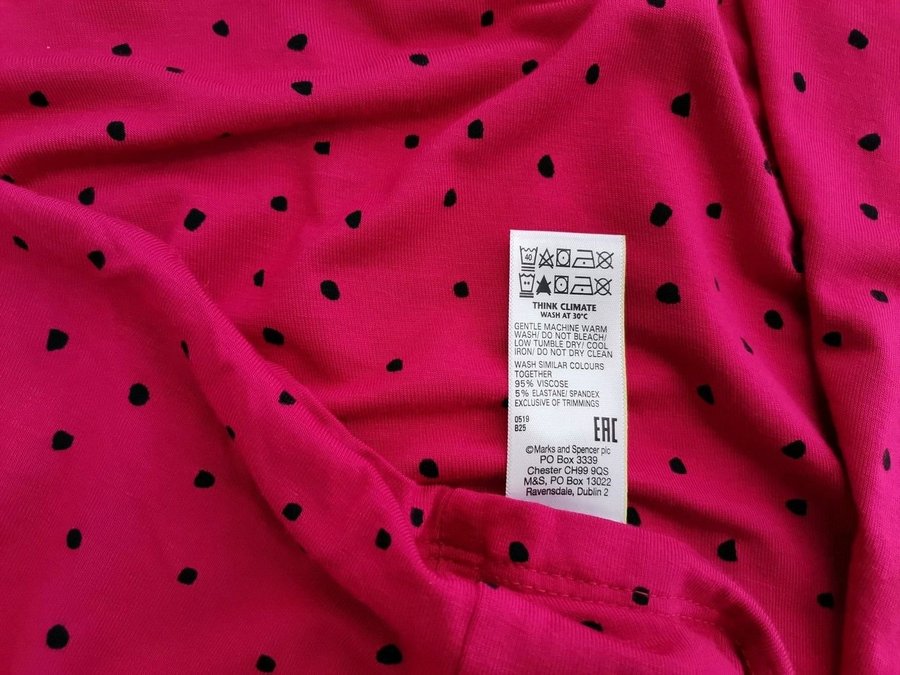 40
THINK CLIMATE
WASH AT 30°C
GENTLE MACHINE WARM
WASH/ DO NOT BLEACH/
LOW TUMBLE DRY/ COOL
IRON/ DO NOT DRY CLEAN
WASH SIMILAR COLOURS
TOGETHER
95% VISCOSE
5% ELASTANE/ SPANDEX
EXCLUSIVE OF TRIMMINGS
0519
B25
EAC
©Marks and Spencer plc
PO Box 3339
Chester CH99 9QS
M&S, PO Box 13022
Ravensdale, Dublin 2